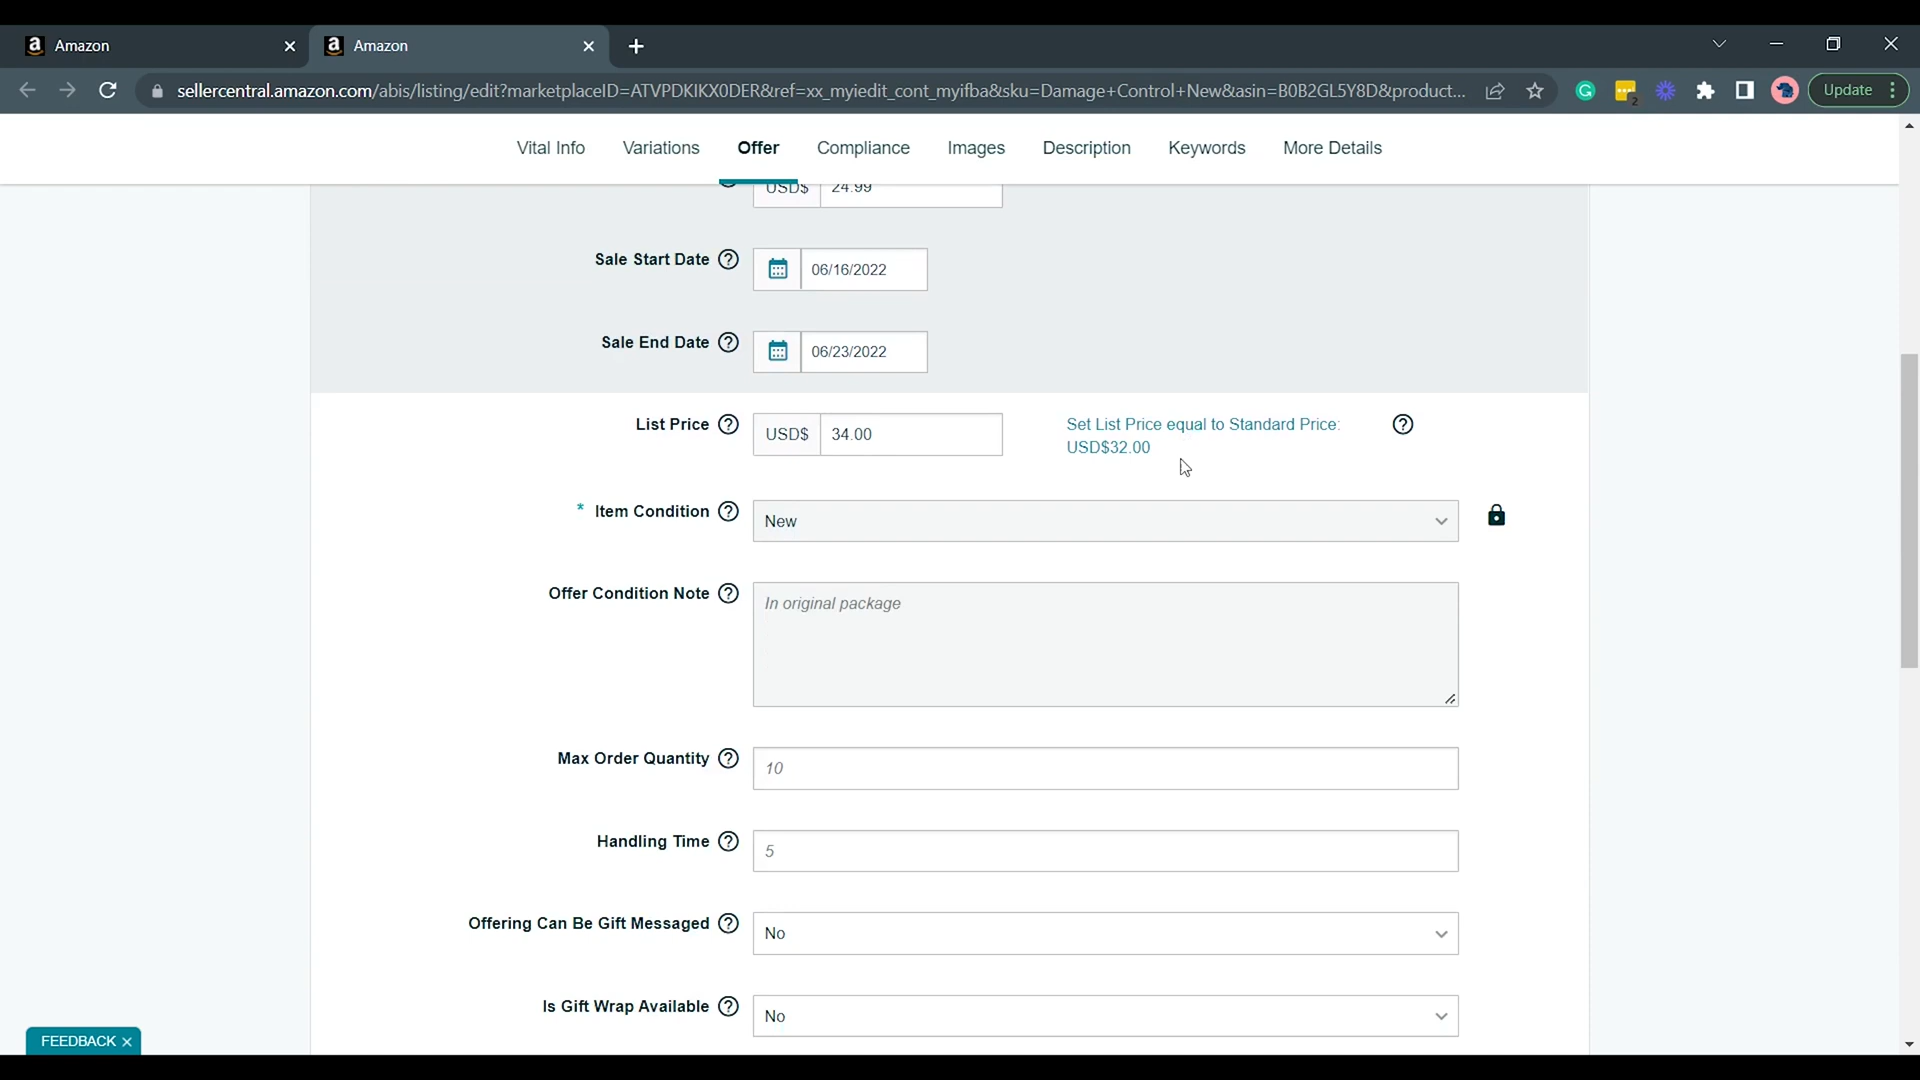 Amazon
Amazon
sellercentral.amazon.com/abis/listing/edit?marketplaceID=ATVPDKIKX0DER&ref=xx_myiedit_cont_myifba&sku=Damage+Control+New&asin=B0B2GL5Y8D&product...
2
Update
Vital Info
Variations
Offer
Compliance
Images
Description
Keywords
More Details
USD$ 24.99
Sale Start Date ? 06/16/2022
Sale End Date ? 06/23/2022
List Price ? USD$ 34.00
Set List Price equal to Standard Price:
USD$32.00
?
* Item Condition ? New
Offer Condition Note ? In original package
Max Order Quantity ? 10
Handling Time ? 5
Offering Can Be Gift Messaged ? No
Is Gift Wrap Available ? No
FEEDBACK ×